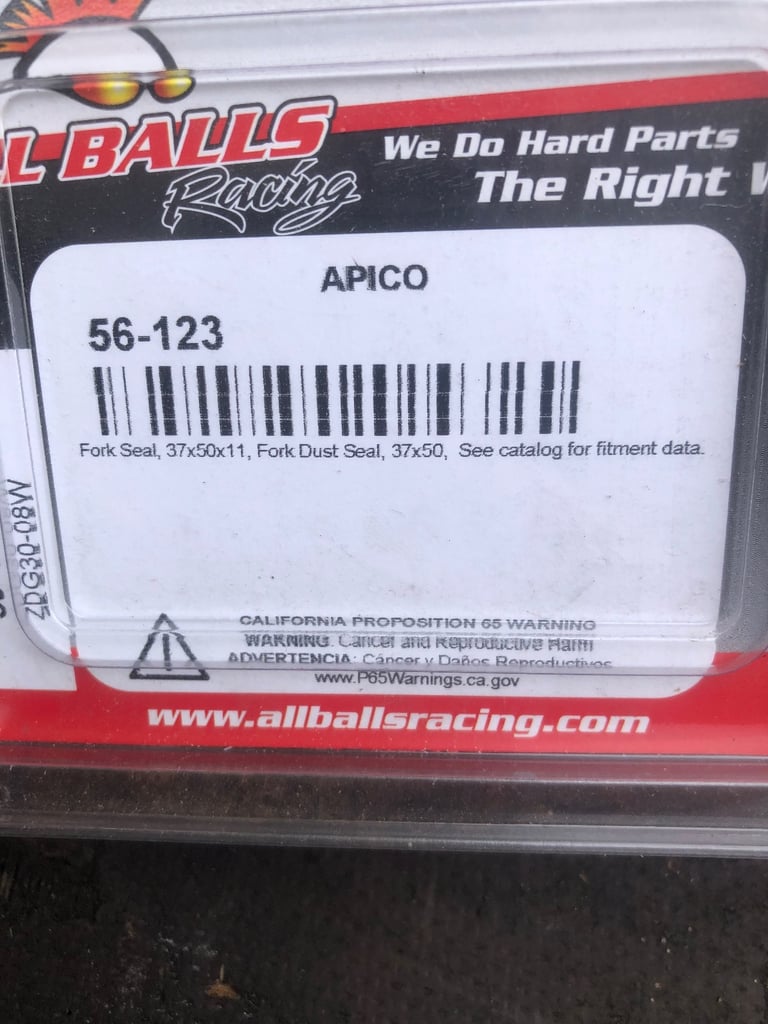 L BALLS
Racing
We Do Hard Parts
The Right
APICO
56-123
Fork Seal, 37x50x11, Fork Dust Seal, 37x50, See catalog for fitment data.
ZDG30-08W
CALIFORNIA PROPOSITION 65 WARNING
WARNING: Cancer and Reproductive Harm
ADVERTENCIA: Cáncer y Daños Reproductivos
www.P65Warnings.ca.gov
www.allballsracing.com